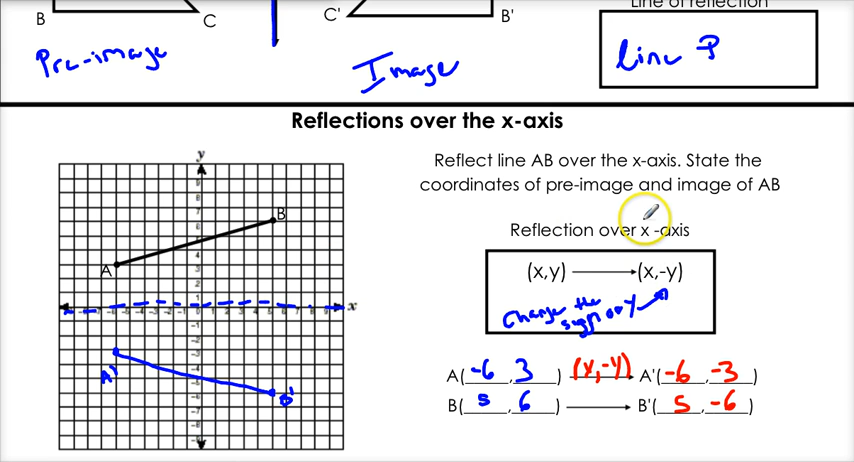 Line of reflection
B C C' B'
Pre-image Image Line P
Reflections over the x-axis
y
Reflect line AB over the x-axis. State the
coordinates of pre-image and image of AB
B
Reflection over x -axis
A
(x,y) (x,-y)
x
Change the
sign of y
A' B'
A(-6,3) (x,-y) A'(-6,-3)
B(5,6) B'(5,-6)